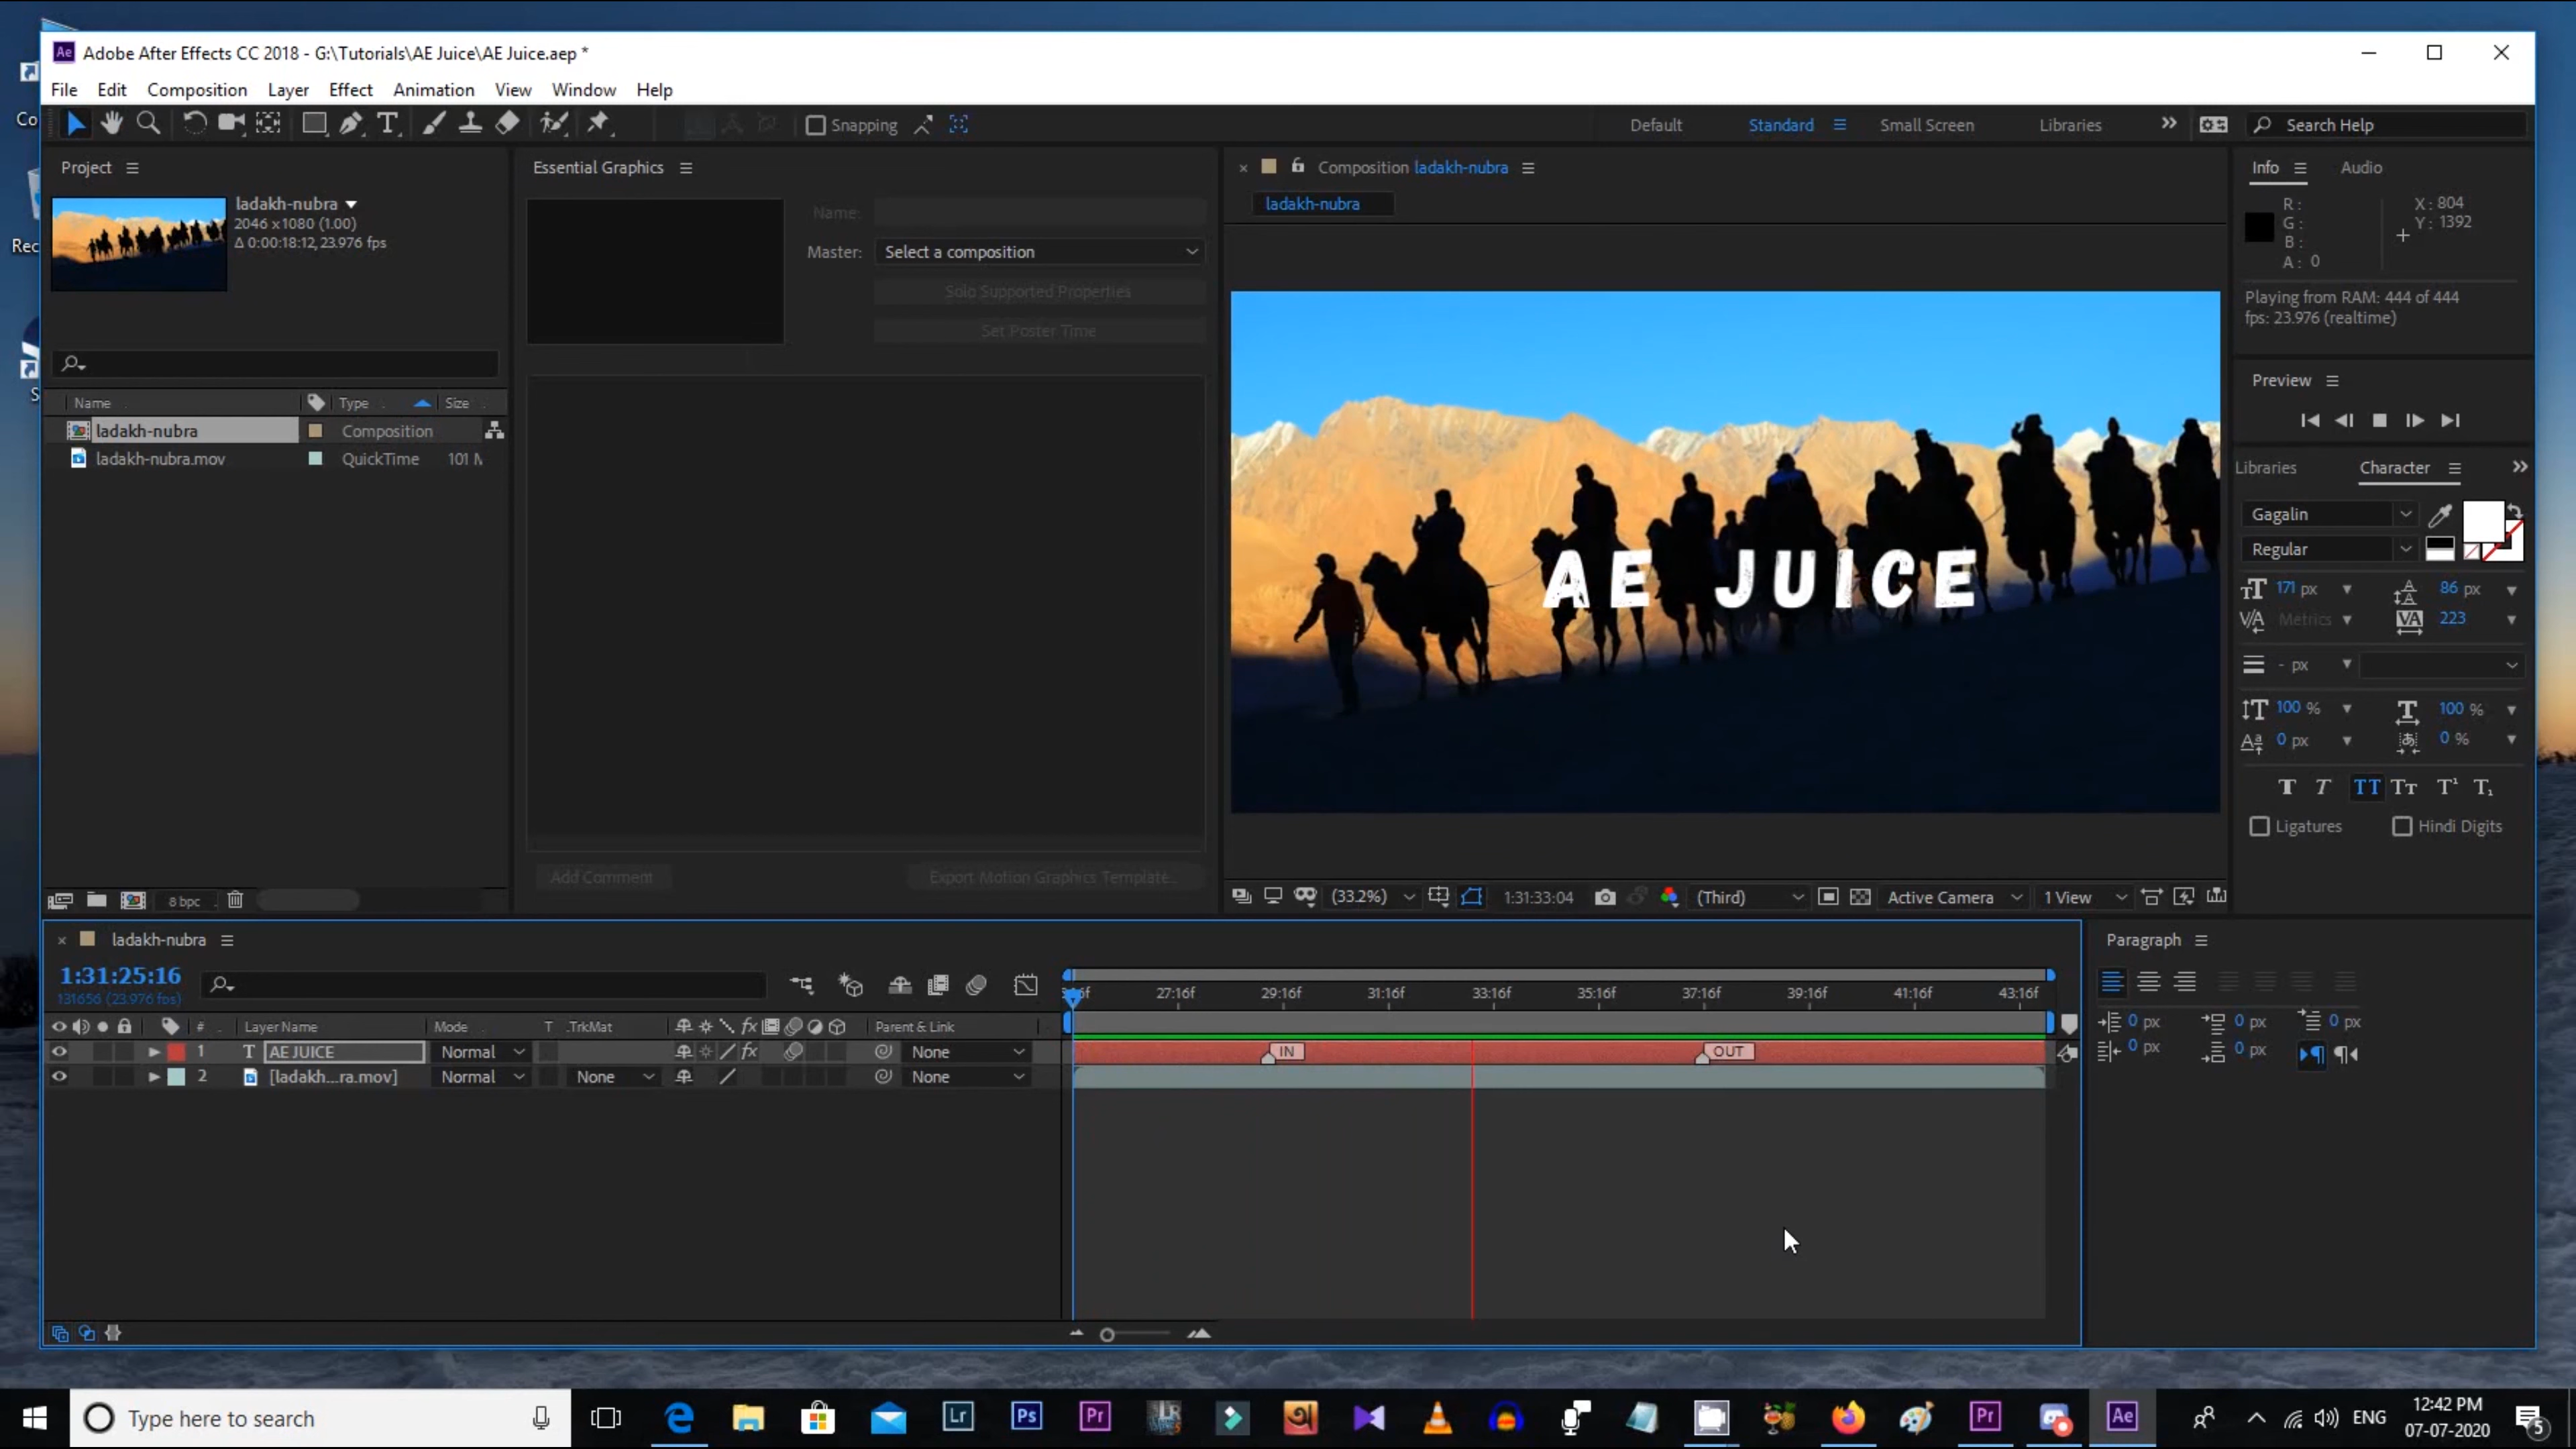 Adobe After Effects CC 2018 - G:\Tutorials\AE Juice\AE Juice.aep *
File Edit Composition Layer Effect Animation View Window Help
Snapping
Default Standard Small Screen Libraries
Search Help
Project
ladakh-nubra
2046 x1080 (1.00)
Δ 0:00:18:12, 23.976 fps
Name Type Size
ladakh-nubra Composition
ladakh-nubra.mov QuickTime 101 M
8 bpc
Essential Graphics
Name:
Master: Select a composition
Solo Supported Properties
Set Poster Time
Add Comment
Export Motion Graphics Template...
Composition ladakh-nubra
ladakh-nubra
AE JUICE
(33.2%) 1:31:33:04 (Third) Active Camera 1 View
Info Audio
R :
G :
B :
A : 0
X : 804
Y : 1392
Playing from RAM: 444 of 444
fps: 23.976 (realtime)
Preview
Libraries Character
Gagalin
Regular
171 px 86 px
Metrics 223
- px
100 % 100 %
0 px 0 %
Ligatures Hindi Digits
ladakh-nubra
1:31:25:16
131656 (23.976 fps)
27:16f 29:16f 31:16f 33:16f 35:16f 37:16f 39:16f 41:16f 43:16f
# Layer Name Mode T .TrkMat fx Parent & Link
1 T AE JUICE Normal fx None
2 [ladakh...ra.mov] Normal None None
IN OUT
Paragraph
0 px 0 px 0 px
0 px 0 px
Type here to search
Lr Ps Pr Pr Ae
ENG
12:42 PM
07-07-2020
5